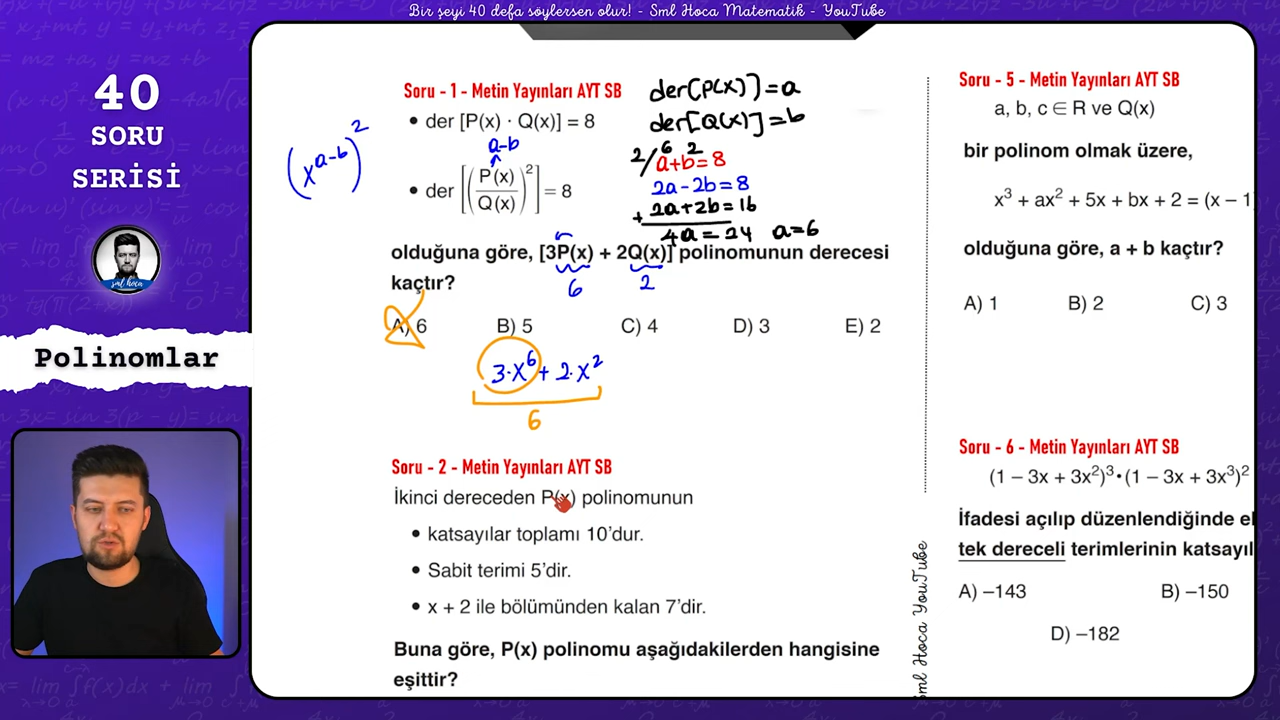 Bir şeyi 40 defa söylersen olur! - Sml Hoca Matematik - YouTube
40
SORU
SERİSİ
sml hoca
Polinomlar
Soru - 1 - Metin Yayınları AYT SB
• der [P(x) · Q(x)] = 8
a-b
• der [(P(x)/Q(x))²] = 8
(x^(a-b))²
der[P(x)] = a
der[Q(x)] = b
6 2
2/ a+b = 8
2a - 2b = 8
+ 2a + 2b = 16
4a = 24 a = 6
olduğuna göre, [3P(x) + 2Q(x)] polinomunun derecesi
6 2
kaçtır?
A) 6 B) 5 C) 4 D) 3 E) 2
3·x⁶ + 2·x²
6
Soru - 2 - Metin Yayınları AYT SB
İkinci dereceden P(x) polinomunun
• katsayılar toplamı 10'dur.
• Sabit terimi 5'dir.
• x + 2 ile bölümünden kalan 7'dir.
Buna göre, P(x) polinomu aşağıdakilerden hangisine
eşittir?
Sml Hoca YouTube
Soru - 5 - Metin Yayınları AYT SB
a, b, c ∈ R ve Q(x)
bir polinom olmak üzere,
x³ + ax² + 5x + bx + 2 = (x – 1
olduğuna göre, a + b kaçtır?
A) 1 B) 2 C) 3
Soru - 6 - Metin Yayınları AYT SB
(1 – 3x + 3x²)³·(1 – 3x + 3x³)²
İfadesi açılıp düzenlendiğinde el
tek dereceli terimlerinin katsayıl
A) –143 B) –150
D) –182